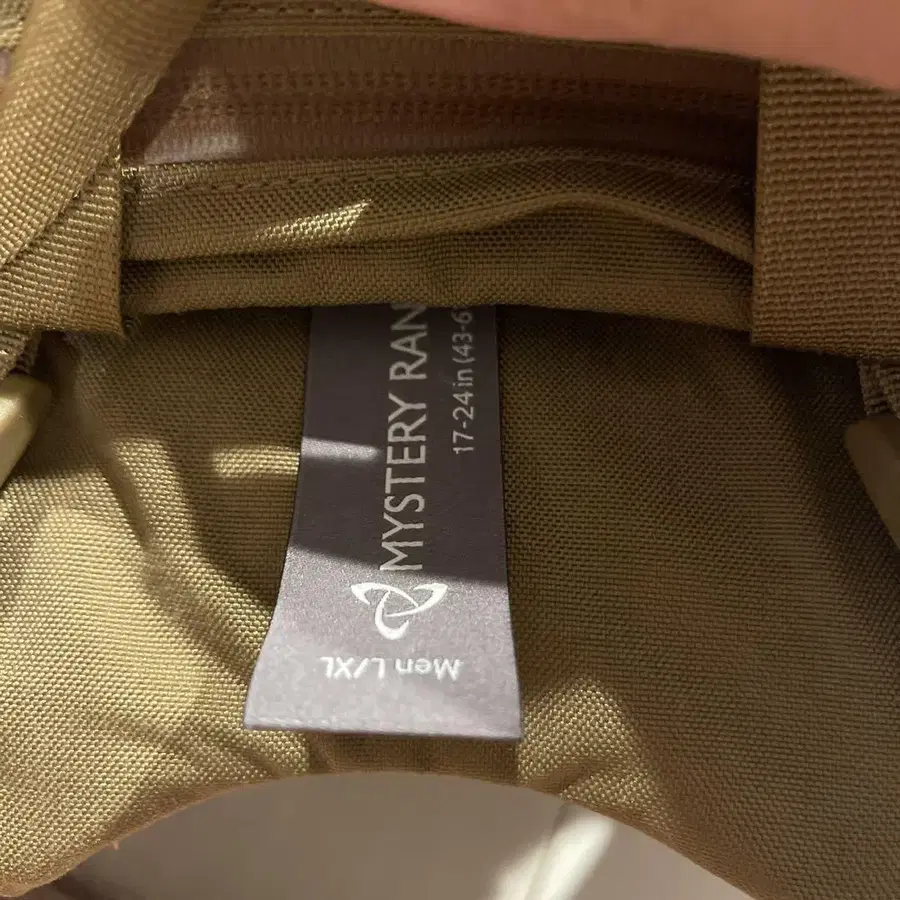 MYSTERY RAN
17-24 in (43-6
Men L/XL